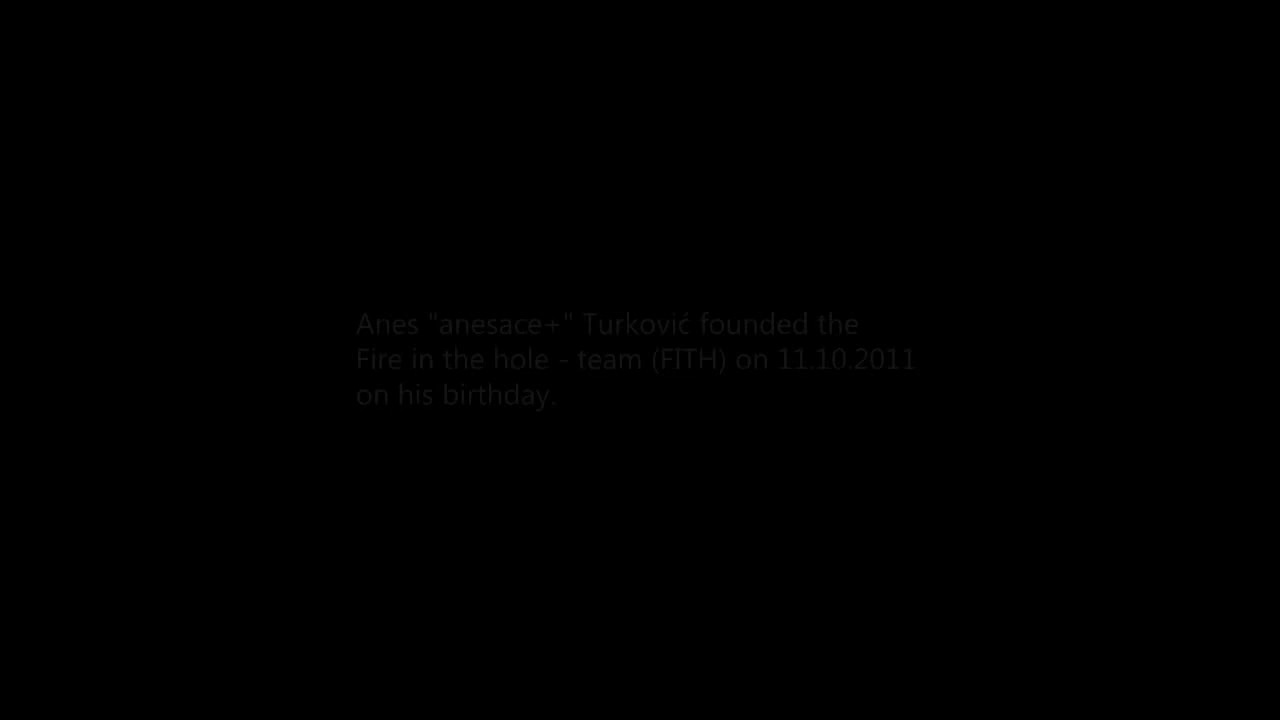 Anes "anesace+" Turković founded the
Fire in the hole - team (FITH) on 11.10.2011
on his birthday.